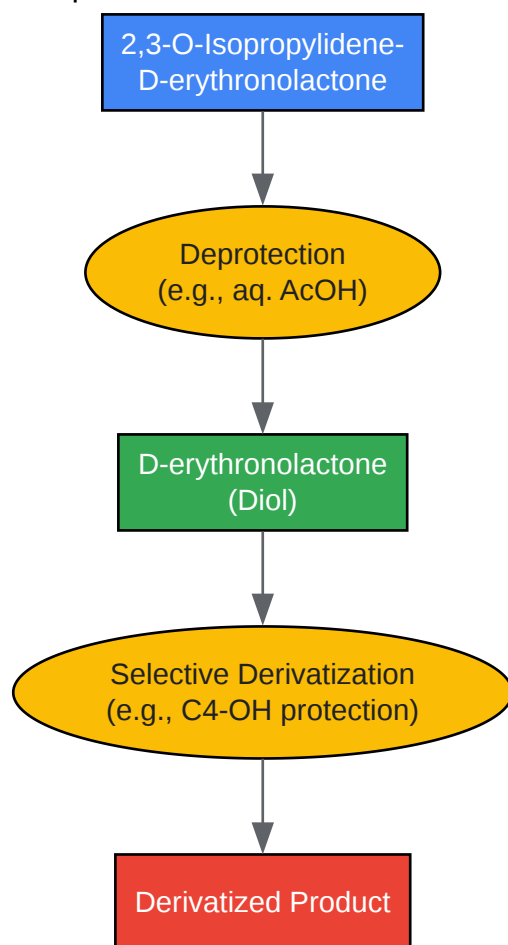 2,3-O-Isopropylidene-
D-erythronolactone
Deprotection
(e.g., aq. AcOH)
D-erythronolactone
(Diol)
Selective Derivatization
(e.g., C4-OH protection)
Derivatized Product